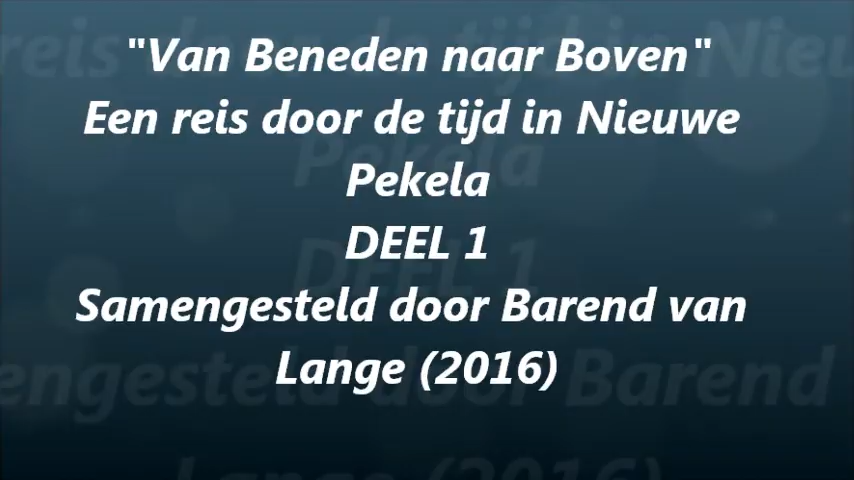 "Van Beneden naar Boven"
Een reis door de tijd in Nieuwe
Pekela
DEEL 1
Samengesteld door Barend van
Lange (2016)